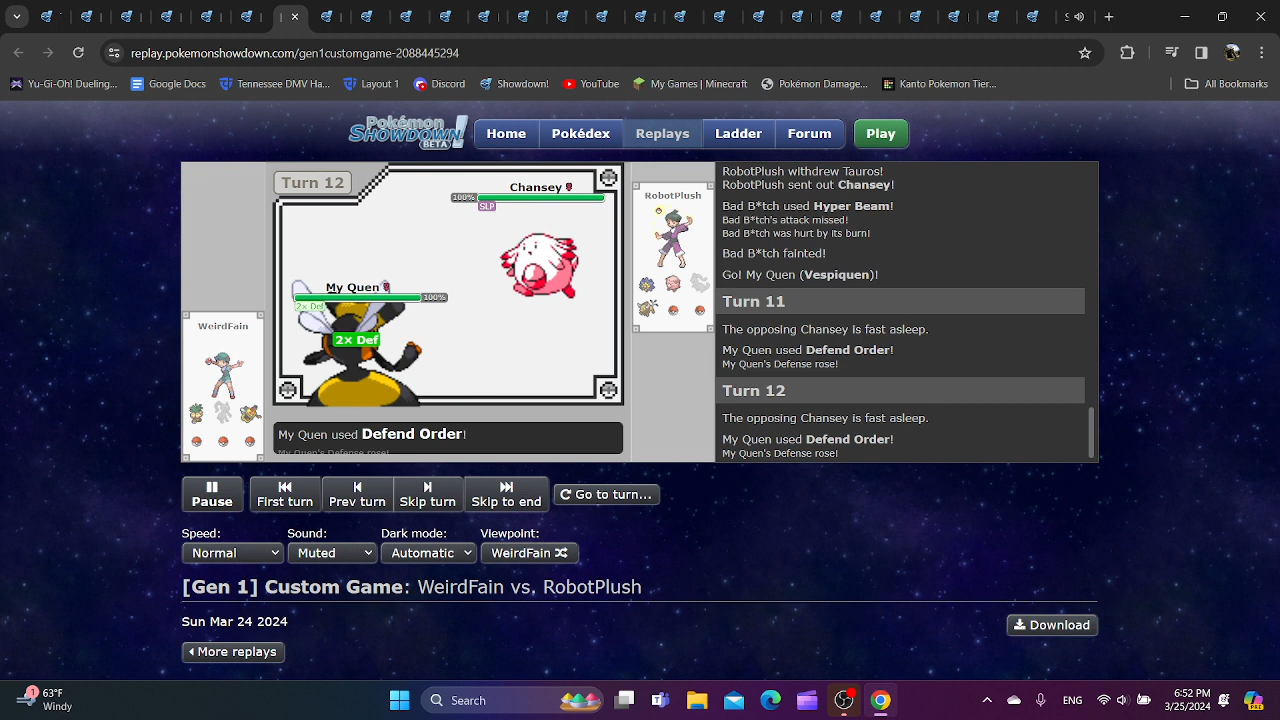 replay.pokemonshowdown.com/gen1customgame-2088445294
Yu-Gi-Oh! Dueling...
Google Docs
Tennessee DMV Ha...
Layout 1
Discord
Showdown!
YouTube
My Games | Minecraft
Pokémon Damage...
Kanto Pokemon Tier...
All Bookmarks
Pokémon
SHOWDOWN!
BETA
Home
Pokédex
Replays
Ladder
Forum
Play
Turn 12
Chansey
100%
SLP
My Quen
100%
2× Def
2× Def
WeirdFain
RobotPlush
My Quen used Defend Order!
My Quen's Defense rose!
RobotPlush withdrew Tauros!
RobotPlush sent out Chansey!
Bad B*tch used Hyper Beam!
Bad B*tch's attack missed!
Bad B*tch was hurt by its burn!
Bad B*tch fainted!
Go! My Quen (Vespiquen)!
Turn 11
The opposing Chansey is fast asleep.
My Quen used Defend Order!
My Quen's Defense rose!
Turn 12
The opposing Chansey is fast asleep.
My Quen used Defend Order!
My Quen's Defense rose!
Pause
First turn
Prev turn
Skip turn
Skip to end
Go to turn...
Speed:
Sound:
Dark mode:
Viewpoint:
Normal
Muted
Automatic
WeirdFain
[Gen 1] Custom Game: WeirdFain vs. RobotPlush
Sun Mar 24 2024
Download
More replays
1
63°F
Windy
Search
ENG
6:52 PM
3/25/2024